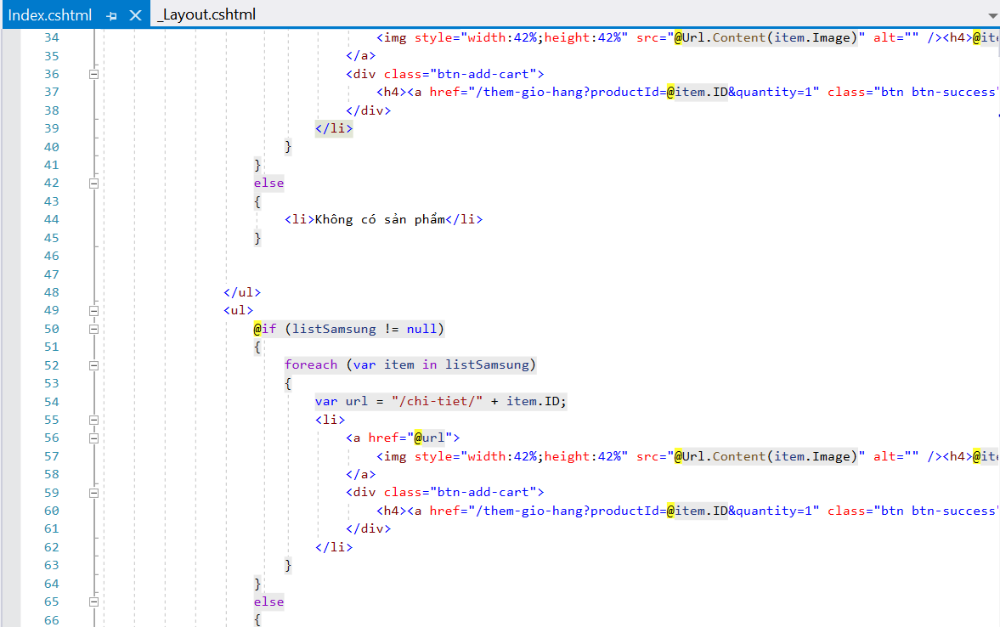 Index.cshtml _Layout.cshtml
34 <img style="width:42%;height:42%" src="@Url.Content(item.Image)" alt="" /><h4>@ite
35 </a>
36 <div class="btn-add-cart">
37 <h4><a href="/them-gio-hang?productId=@item.ID&quantity=1" class="btn btn-success"
38 </div>
39 </li>
40 }
41 }
42 else
43 {
44 <li>Không có sản phẩm</li>
45 }
46
47
48 </ul>
49 <ul>
50 @if (listSamsung != null)
51 {
52 foreach (var item in listSamsung)
53 {
54 var url = "/chi-tiet/" + item.ID;
55 <li>
56 <a href="@url">
57 <img style="width:42%;height:42%" src="@Url.Content(item.Image)" alt="" /><h4>@ite
58 </a>
59 <div class="btn-add-cart">
60 <h4><a href="/them-gio-hang?productId=@item.ID&quantity=1" class="btn btn-success"
61 </div>
62 </li>
63 }
64 }
65 else
66 {